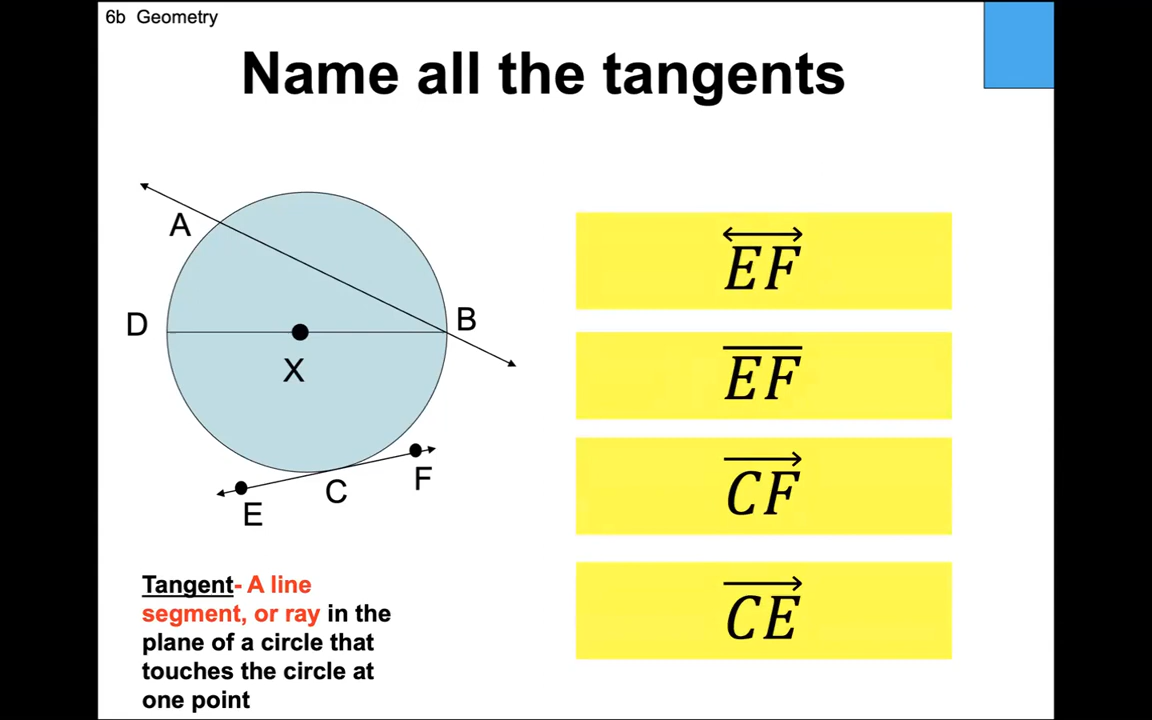 6b Geometry
Name all the tangents
A
D
B
X
F
C
E
EF
EF
CF
CE
Tangent- A line
segment, or ray in the
plane of a circle that
touches the circle at
one point